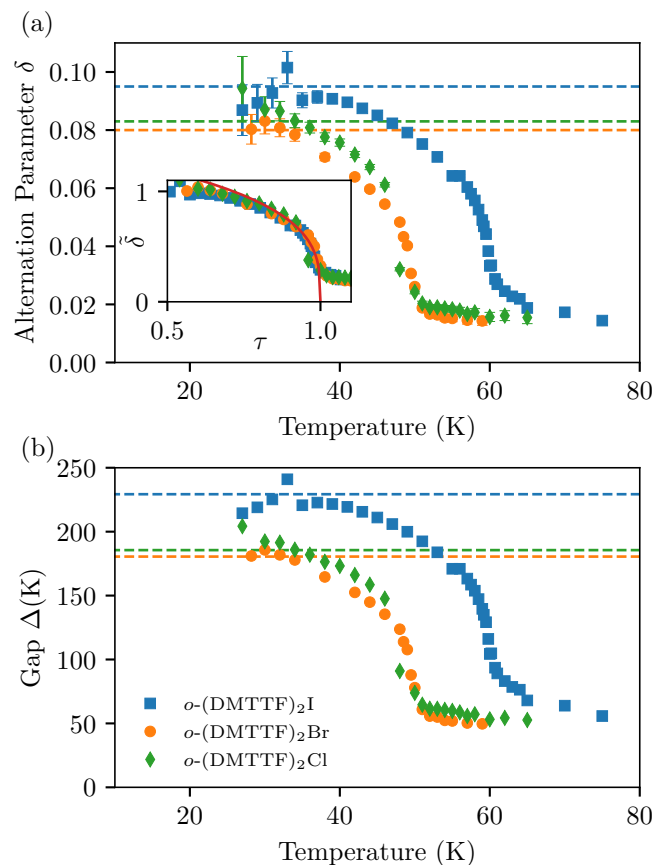 (a)
Alternation Parameter δ
0.10
0.08
0.06
0.04
0.02
0.00
δ̃
1
0
0.5
τ
1.0
20
40
60
80
Temperature (K)
(b)
Gap Δ(K)
250
200
150
100
50
0
o-(DMTTF)₂I
o-(DMTTF)₂Br
o-(DMTTF)₂Cl
20
40
60
80
Temperature (K)